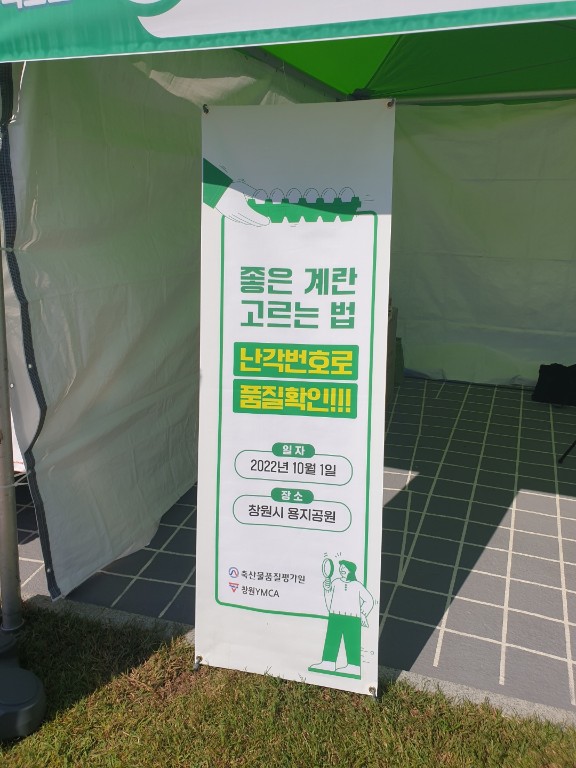 좋은 계란
고르는 법
난각번호로
품질확인!!!
일 자
2022년 10월 1일
장 소
창원시 용지공원
축산물품질평가원
창원YMCA